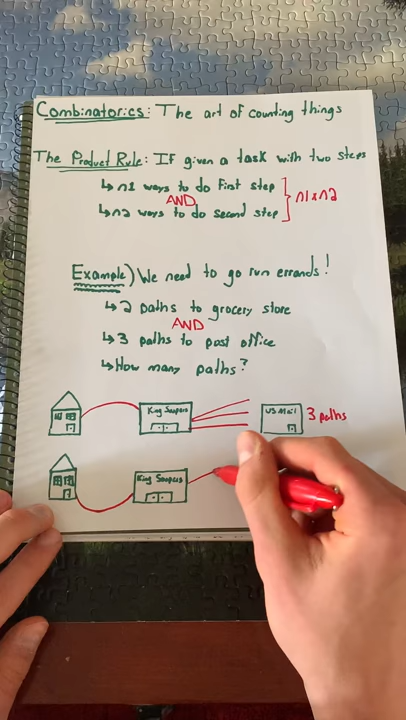 Combinatorics: The art of counting things
The Product Rule: If given a task with two steps
↳ n1 ways to do first step
AND
n1 x n2
↳ n2 ways to do second step
Example) We need to go run errands!
↳ 2 paths to grocery store
AND
↳ 3 paths to post office
↳ How many paths?
King Soopers
US Mail
3 paths
King Soopers